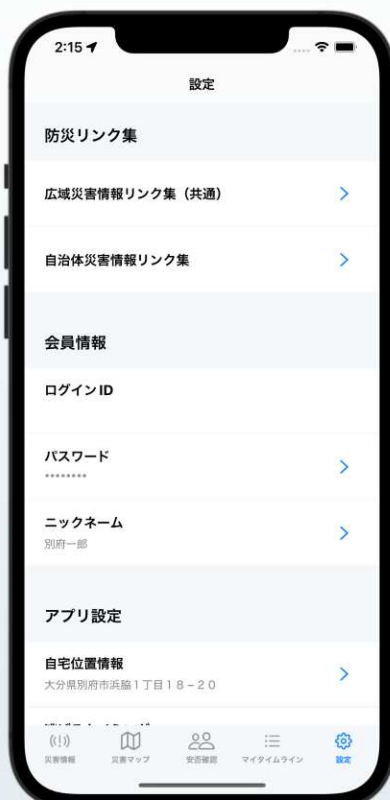 2:15
設定
防災リンク集
広域災害情報リンク集（共通）
自治体災害情報リンク集
会員情報
ログインID
パスワード
********
ニックネーム
別府一郎
アプリ設定
自宅位置情報
大分県別府市浜脇1丁目18-20
災害情報
災害マップ
安否確認
マイタイムライン
設定